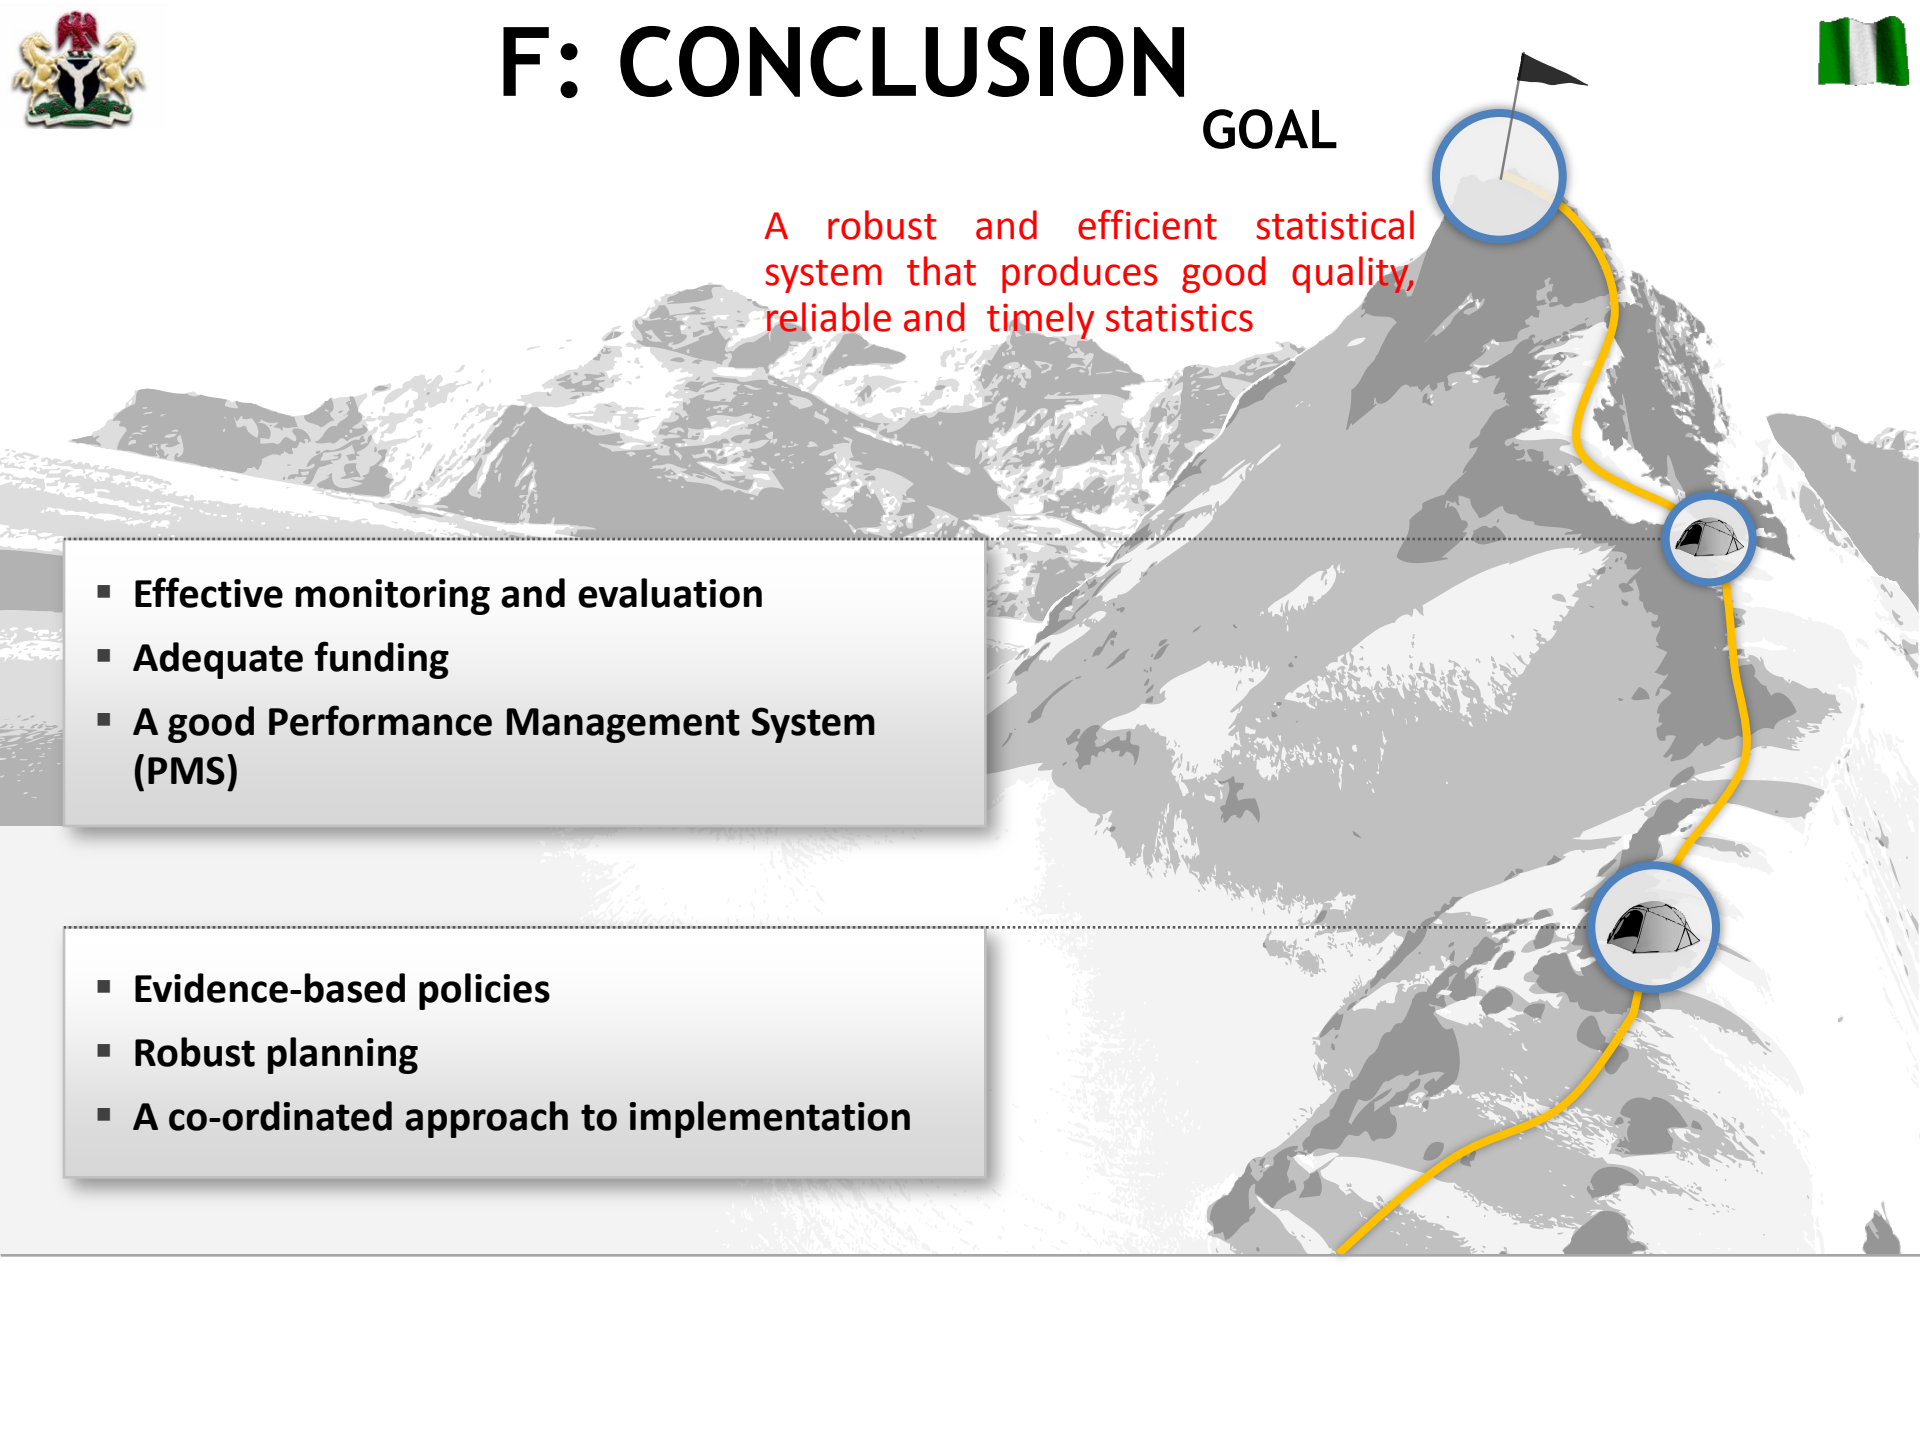 F: CONCLUSION
GOAL
A robust and efficient statistical
system that produces good quality,
reliable and timely statistics
▪ Effective monitoring and evaluation
▪ Adequate funding
▪ A good Performance Management System
(PMS)
▪ Evidence-based policies
▪ Robust planning
▪ A co-ordinated approach to implementation